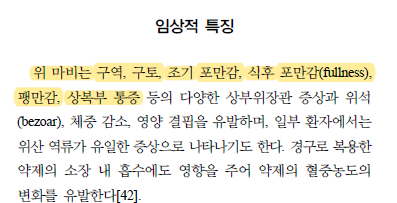 임상적 특징
위 마비는 구역, 구토, 조기 포만감, 식후 포만감(fullness),
팽만감, 상복부 통증 등의 다양한 상부위장관 증상과 위석
(bezoar), 체중 감소, 영양 결핍을 유발하며, 일부 환자에서는
위산 역류가 유일한 증상으로 나타나기도 한다. 경구로 복용한
약제의 소장 내 흡수에도 영향을 주어 약제의 혈중농도의
변화를 유발한다[42].